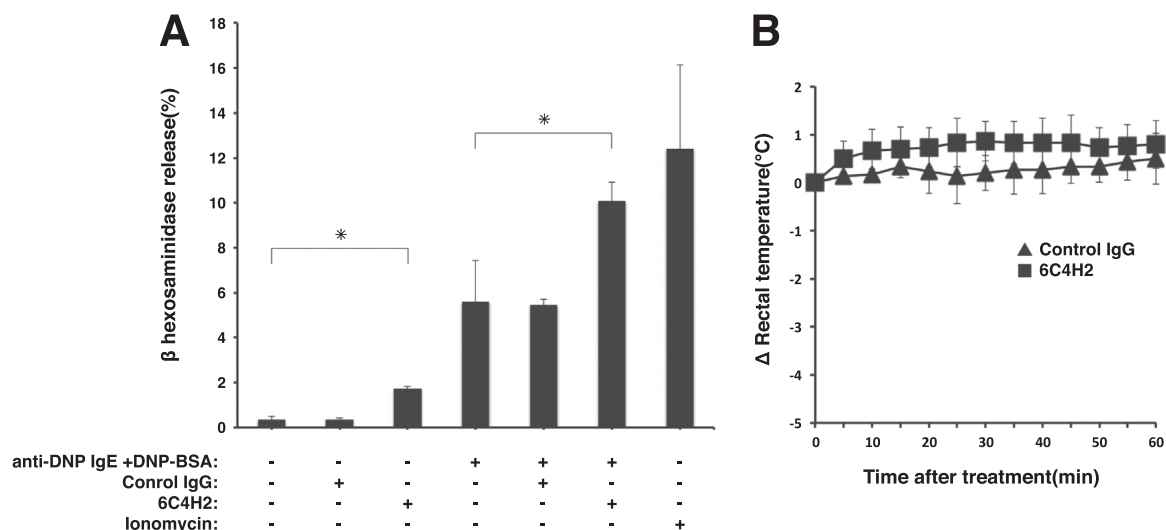 A
18
16
14
12
10
8
6
4
2
0
β hexosaminidase release(%)
*
*
anti-DNP IgE +DNP-BSA: - - - + + + -
Conrol IgG: - + - - + - -
6C4H2: - - + - - + -
Ionomycin: - - - - - - +
B
2
1
0
-1
-2
-3
-4
-5
Δ Rectal temperature(°C)
Control IgG
6C4H2
0 10 20 30 40 50 60
Time after treatment(min)